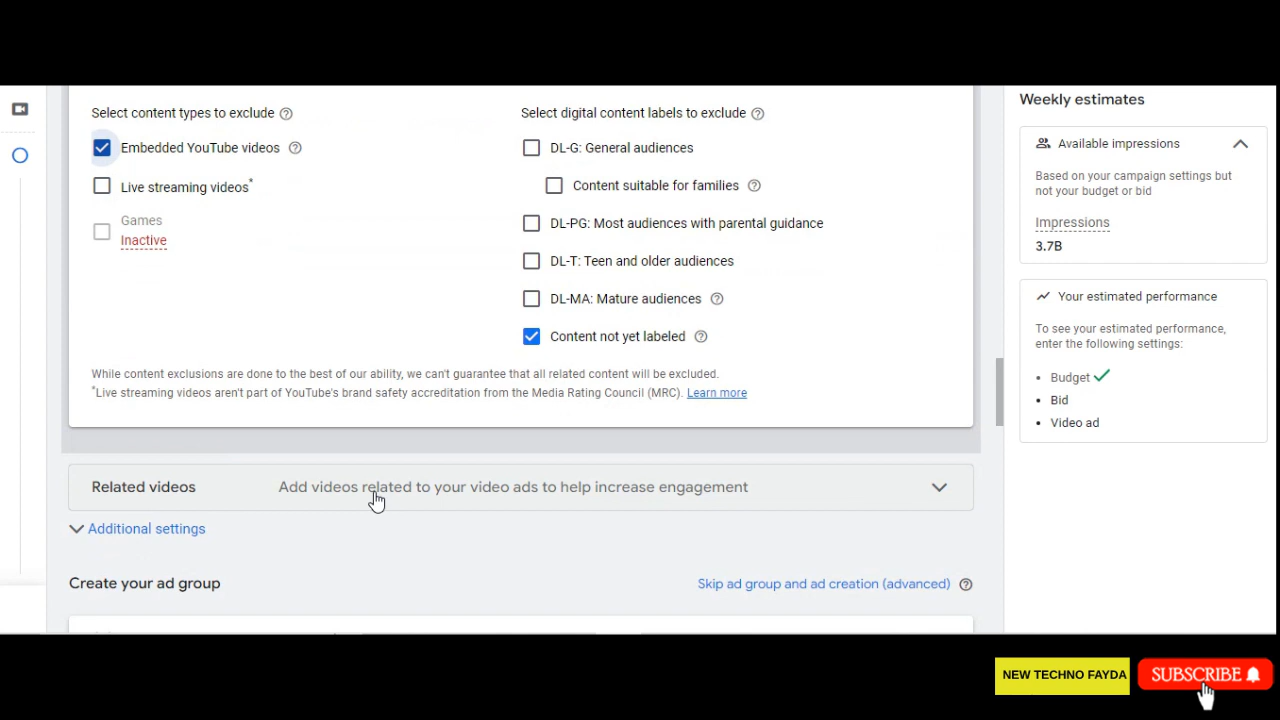 Select content types to exclude
Embedded YouTube videos
Live streaming videos*
Games
Inactive
Select digital content labels to exclude
DL-G: General audiences
Content suitable for families
DL-PG: Most audiences with parental guidance
DL-T: Teen and older audiences
DL-MA: Mature audiences
Content not yet labeled
While content exclusions are done to the best of our ability, we can't guarantee that all related content will be excluded.
*Live streaming videos aren't part of YouTube's brand safety accreditation from the Media Rating Council (MRC). Learn more
Related videos Add videos related to your video ads to help increase engagement
Additional settings
Create your ad group Skip ad group and ad creation (advanced)
Weekly estimates
Available impressions
Based on your campaign settings but
not your budget or bid
Impressions
3.7B
Your estimated performance
To see your estimated performance,
enter the following settings:
• Budget
• Bid
• Video ad
NEW TECHNO FAYDA
SUBSCRIBE